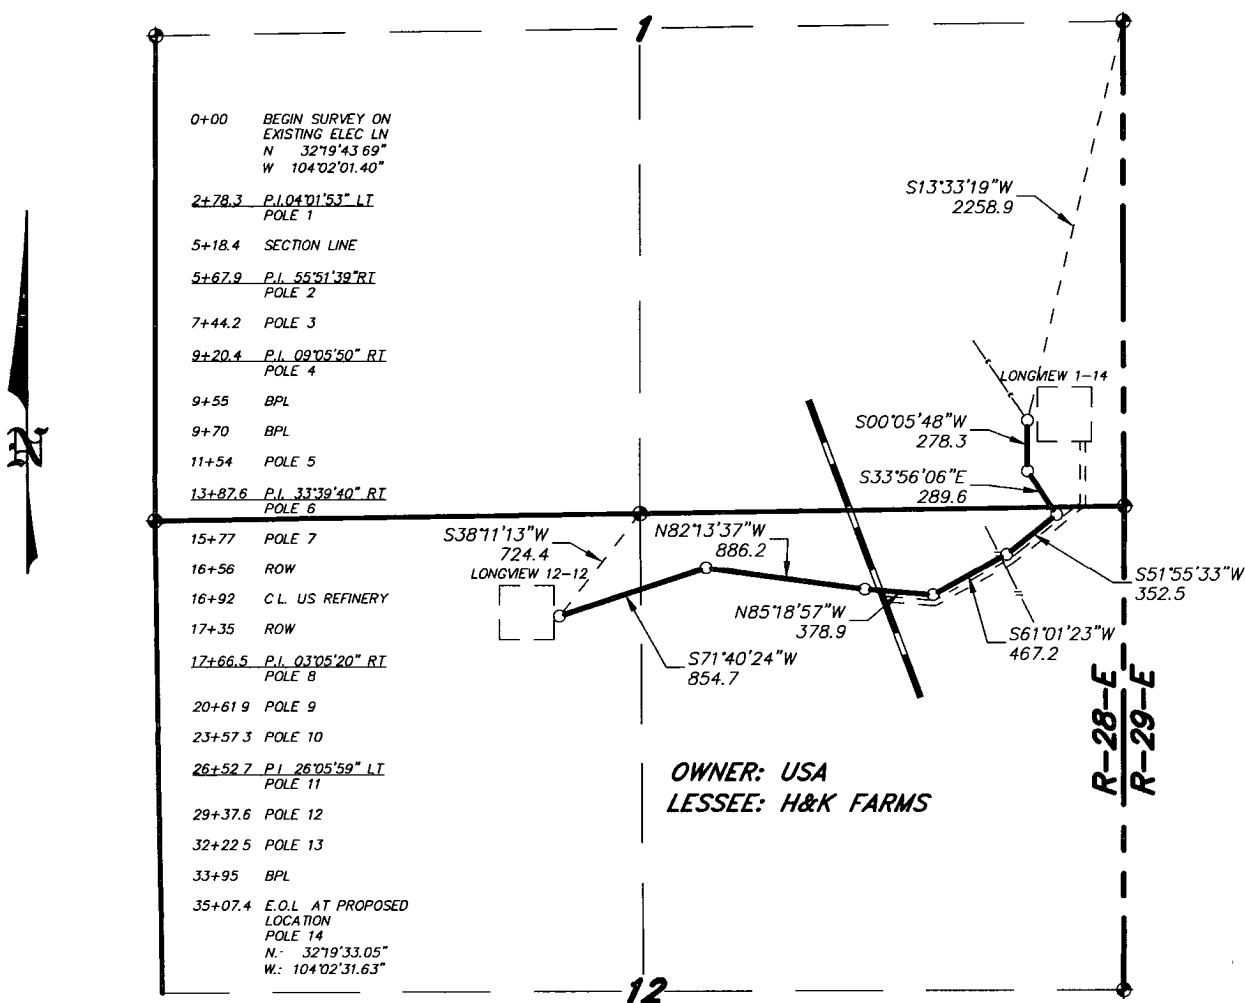 1
0+00 BEGIN SURVEY ON
EXISTING ELEC LN
N 32°19'43 69"
W 104°02'01.40"
2+78.3 P.I.04°01'53" LT
POLE 1
5+18.4 SECTION LINE
5+67.9 P.I. 55°51'39"RT
POLE 2
7+44.2 POLE 3
9+20.4 P.I. 09°05'50" RT
POLE 4
9+55 BPL
9+70 BPL
11+54 POLE 5
13+87.6 P.I. 33°39'40" RT
POLE 6
15+77 POLE 7
16+56 ROW
16+92 C L. US REFINERY
17+35 ROW
17+66.5 P.I. 03°05'20" RT
POLE 8
20+61 9 POLE 9
23+57 3 POLE 10
26+52 7 P I 26°05'59" LT
POLE 11
29+37.6 POLE 12
32+22 5 POLE 13
33+95 BPL
35+07.4 E.O.L AT PROPOSED
LOCATION
POLE 14
N.: 32°19'33.05"
W.: 104°02'31.63"
N
S13°33'19"W
2258.9
LONGVIEW 1-14
S00°05'48"W
278.3
S33°56'06"E
289.6
S38°11'13"W
724.4
LONGVIEW 12-12
N82°13'37"W
886.2
S51°55'33"W
352.5
N85°18'57"W
378.9
S61°01'23"W
467.2
S71°40'24"W
854.7
R-28-E
R-29-E
OWNER: USA
LESSEE: H&K FARMS
12